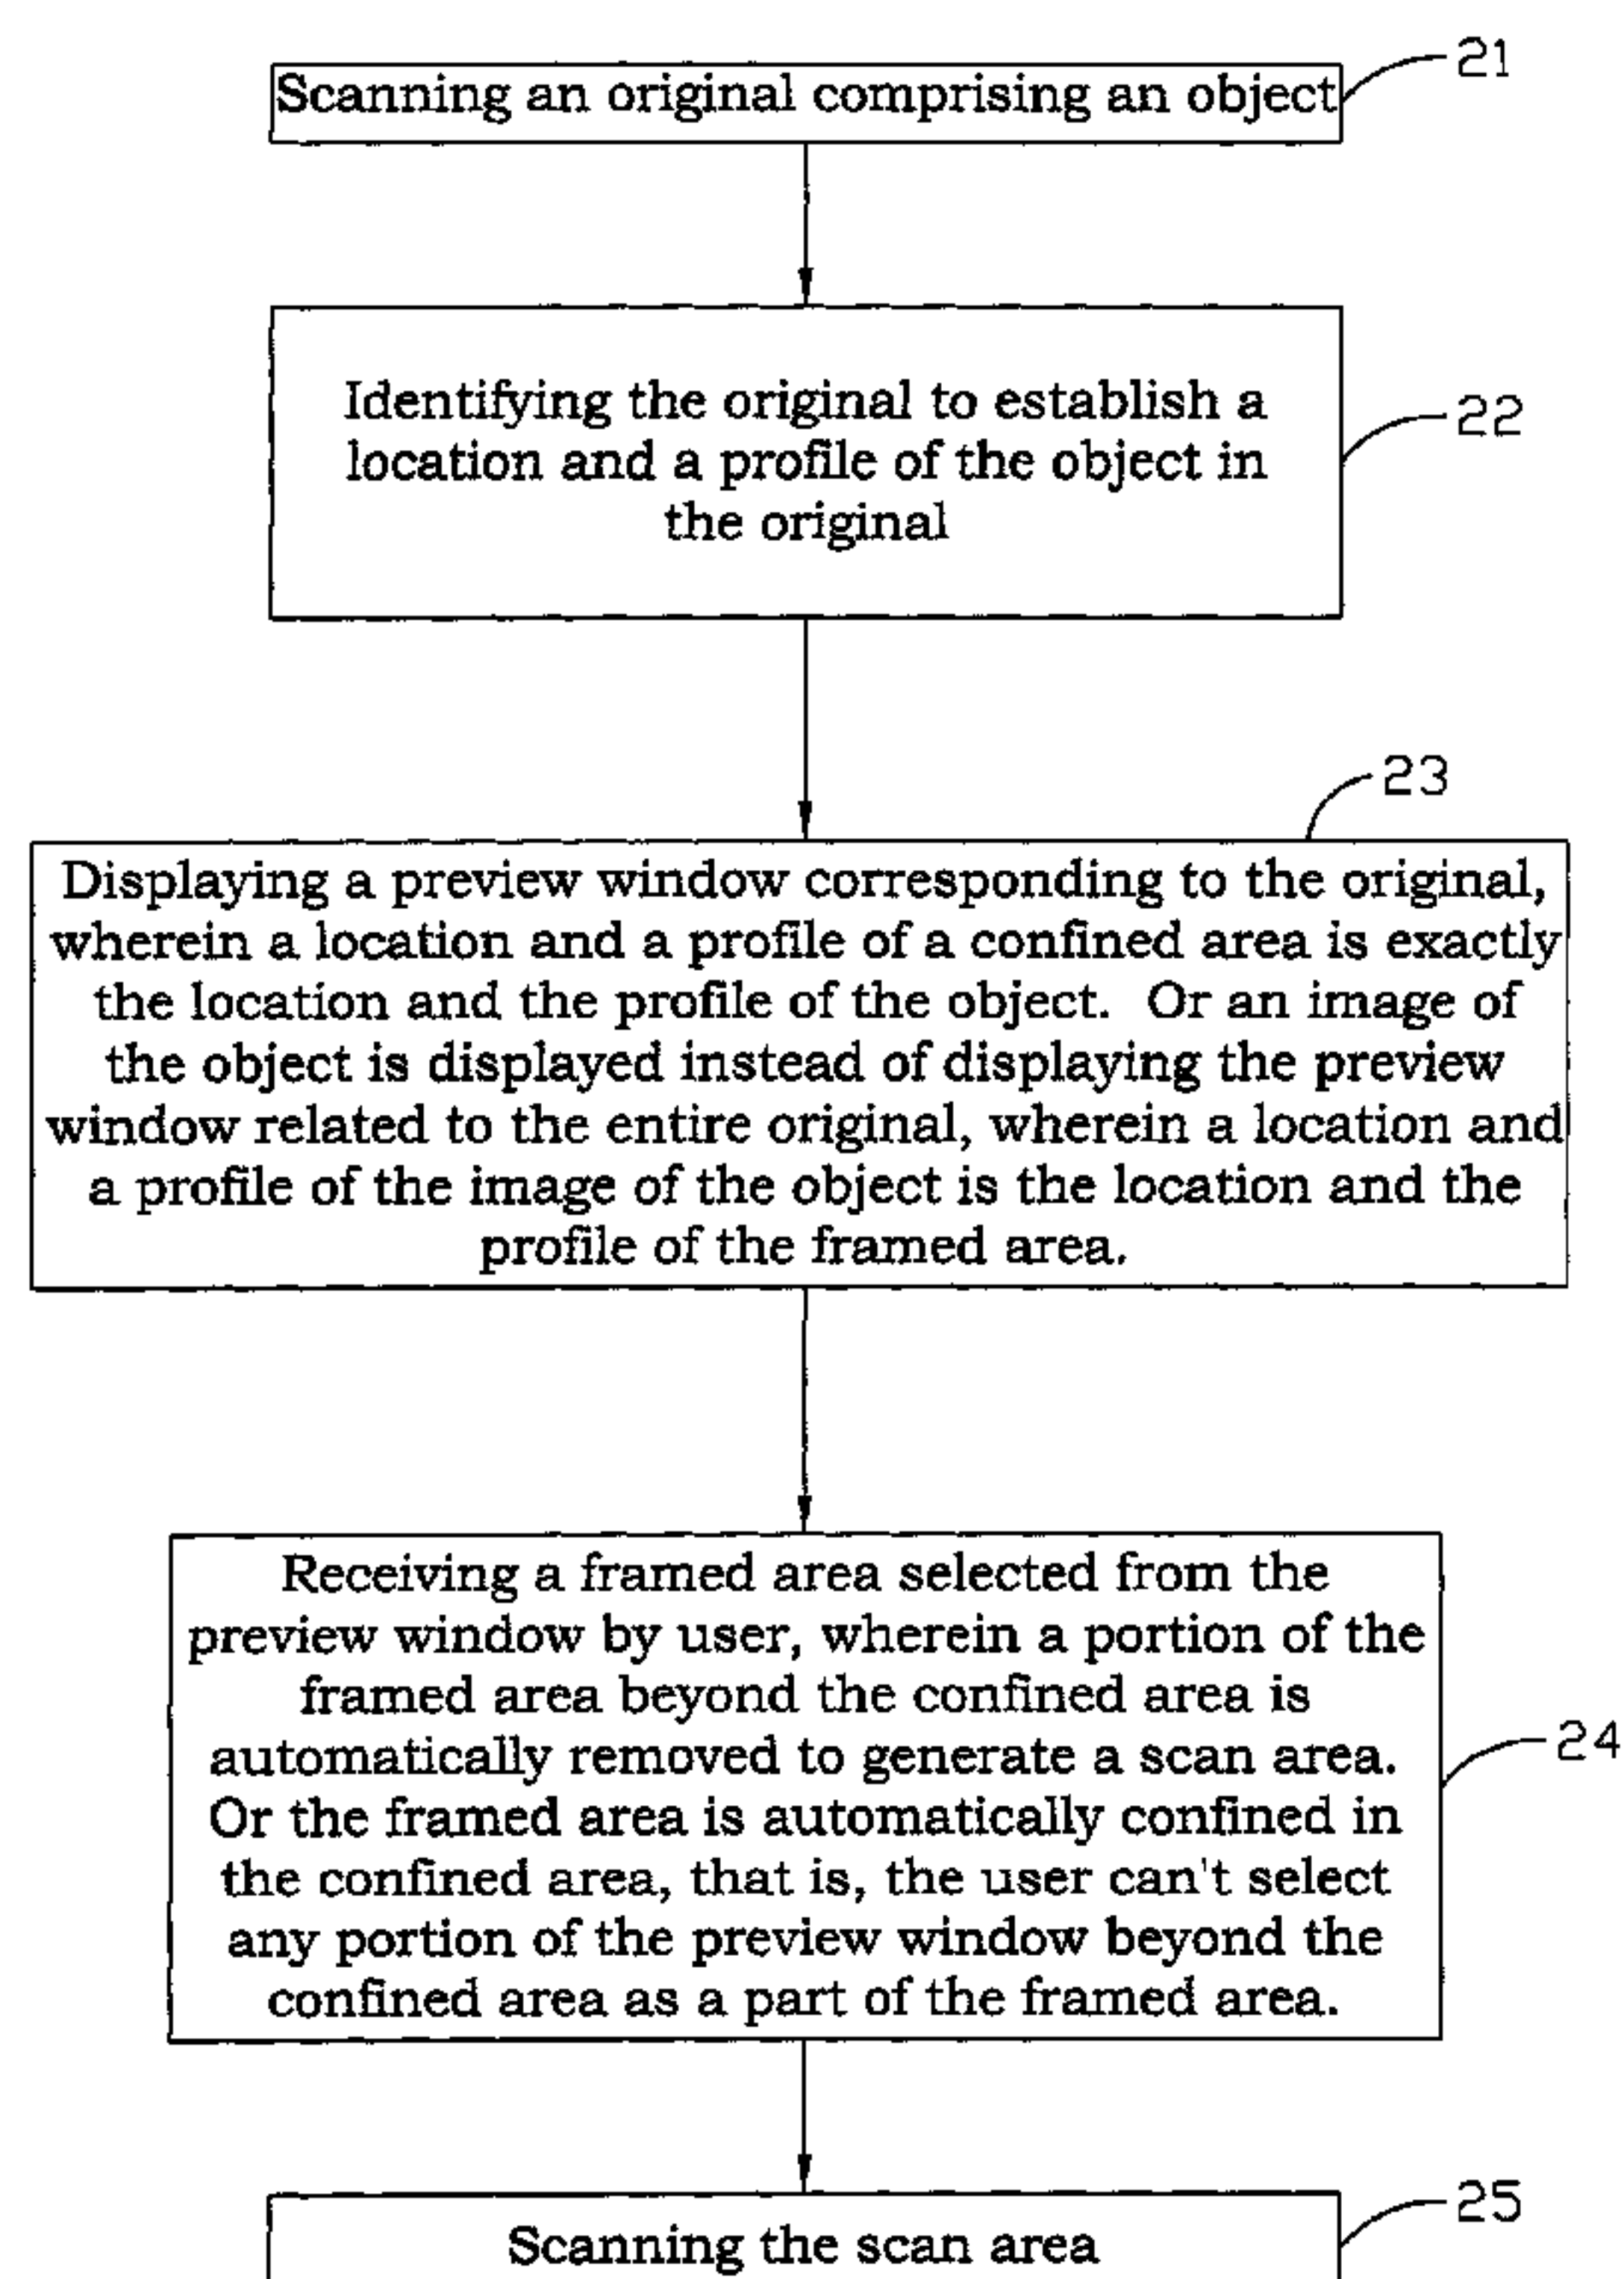 Scanning an original comprising an object
21
Identifying the original to establish a
location and a profile of the object in
the original
22
23
Displaying a preview window corresponding to the original,
wherein a location and a profile of a confined area is exactly
the location and the profile of the object. Or an image of
the object is displayed instead of displaying the preview
window related to the entire original, wherein a location and
a profile of the image of the object is the location and the
profile of the framed area.
Receiving a framed area selected from the
preview window by user, wherein a portion of the
framed area beyond the confined area is
automatically removed to generate a scan area.
Or the framed area is automatically confined in
the confined area, that is, the user can't select
any portion of the preview window beyond the
confined area as a part of the framed area.
24
Scanning the scan area
25